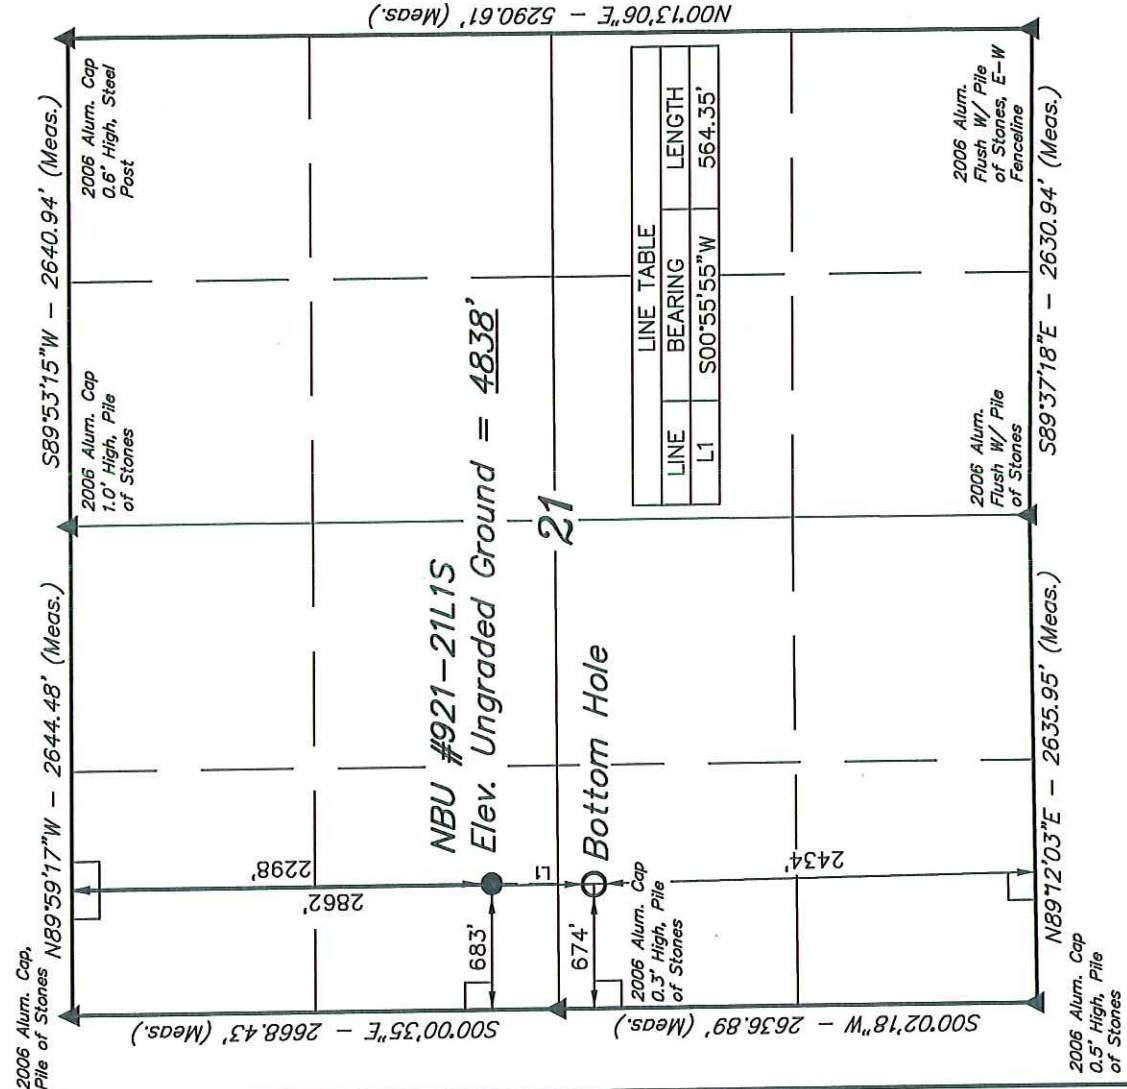 N00°13'06"E - 5290.61' (Meas.)
2006 Alum. Cap,
Pile of Stones
N89°59'17"W - 2644.48' (Meas.)
S89°53'15"W - 2640.94' (Meas.)
2006 Alum. Cap
1.0' High, Pile
of Stones
2006 Alum. Cap
0.6' High, Steel
Post
2298'
2862'
NBU #921-21L1S
Elev. Ungraded Ground = 4838'
683'
L1
21
Bottom Hole
674'
2006 Alum. Cap
0.3' High, Pile
of Stones
2434'
LINE TABLE
LINE BEARING LENGTH
L1 S00°55'55"W 564.35'
S00°00'35"E - 2668.43' (Meas.)
S00°02'18"W - 2636.89' (Meas.)
2006 Alum.
Flush W/ Pile
of Stones
2006 Alum.
Flush W/ Pile
of Stones, E-W
Fenceline
2006 Alum. Cap
0.5' High, Pile
of Stones
N89°12'03"E - 2635.95' (Meas.)
S89°37'18"E - 2630.94' (Meas.)